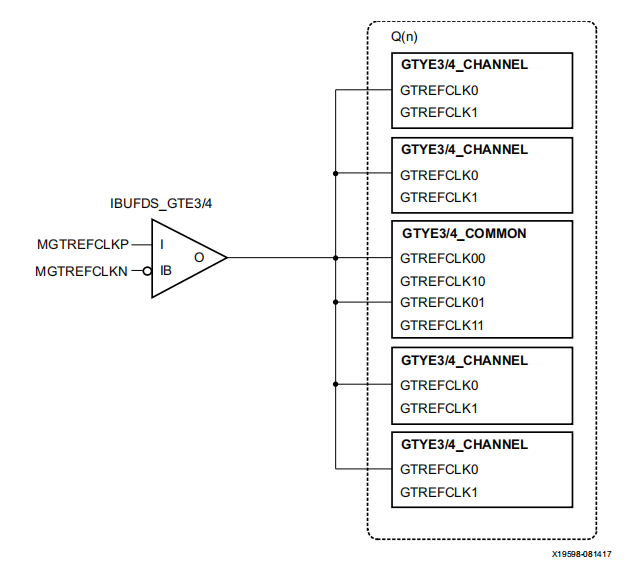 Q(n)
GTYE3/4_CHANNEL
GTREFCLK0
GTREFCLK1
GTYE3/4_CHANNEL
GTREFCLK0
GTREFCLK1
IBUFDS_GTE3/4
MGTREFCLKP
I
O
MGTREFCLKN
IB
GTYE3/4_COMMON
GTREFCLK00
GTREFCLK10
GTREFCLK01
GTREFCLK11
GTYE3/4_CHANNEL
GTREFCLK0
GTREFCLK1
GTYE3/4_CHANNEL
GTREFCLK0
GTREFCLK1
X19598-081417